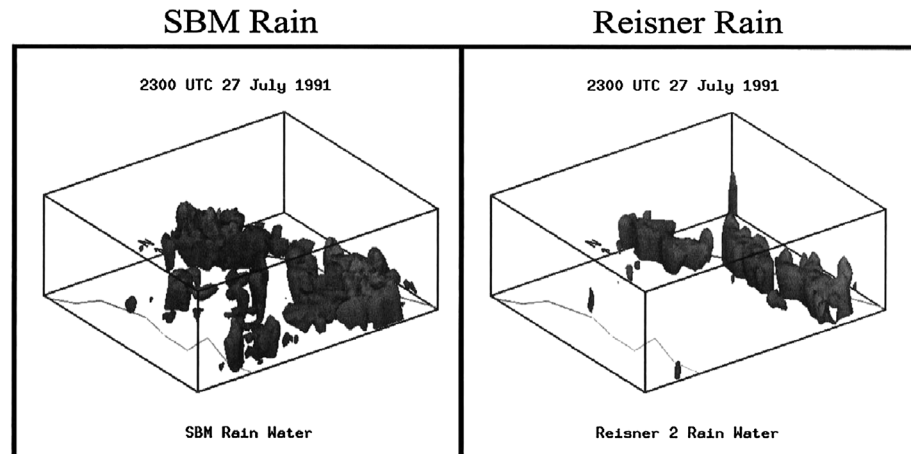 SBM Rain
Reisner Rain
2300 UTC 27 July 1991
2300 UTC 27 July 1991
SBM Rain Water
Reisner 2 Rain Water